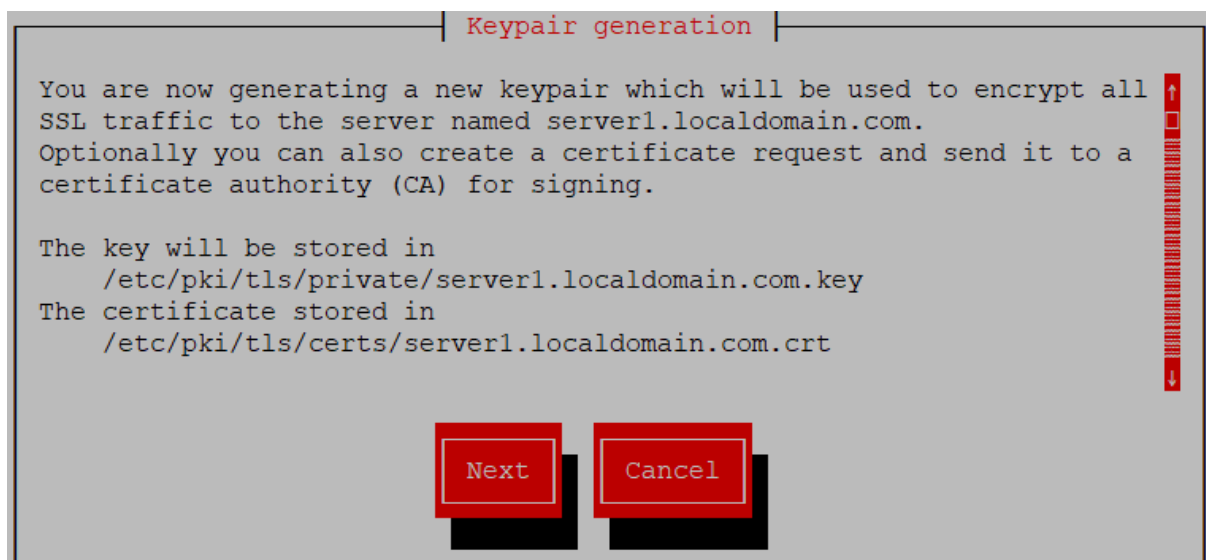 Keypair generation
You are now generating a new keypair which will be used to encrypt all
SSL traffic to the server named server1.localdomain.com.
Optionally you can also create a certificate request and send it to a
certificate authority (CA) for signing.
The key will be stored in
/etc/pki/tls/private/server1.localdomain.com.key
The certificate stored in
/etc/pki/tls/certs/server1.localdomain.com.crt
Next Cancel